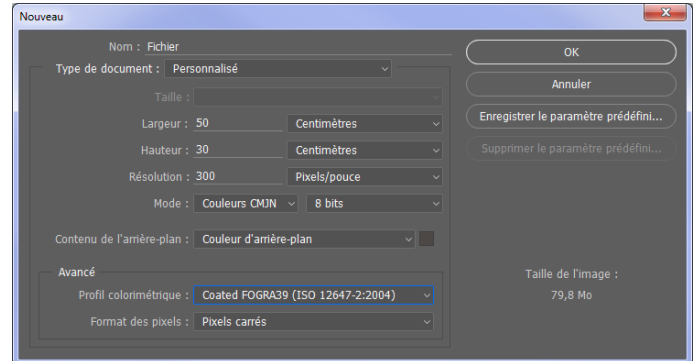 Nouveau
Nom : Fichier
OK
Type de document : Personnalisé
Annuler
Taille :
Largeur : 50 Centimètres
Enregistrer le paramètre prédéfini...
Hauteur : 30 Centimètres
Supprimer le paramètre prédéfini...
Résolution : 300 Pixels/pouce
Mode : Couleurs CMJN 8 bits
Contenu de l'arrière-plan : Couleur d'arrière-plan
Avancé
Taille de l'image :
Profil colorimétrique : Coated FOGRA39 (ISO 12647-2:2004)
79,8 Mo
Format des pixels : Pixels carrés